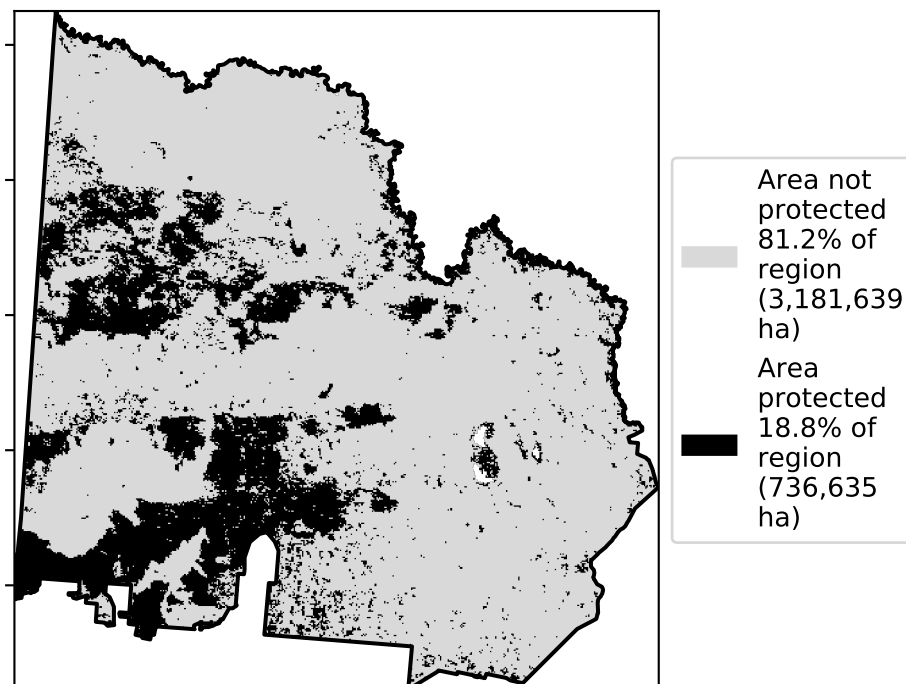 Area not
protected
81.2% of
region
(3,181,639
ha)
Area
protected
18.8% of
region
(736,635
ha)